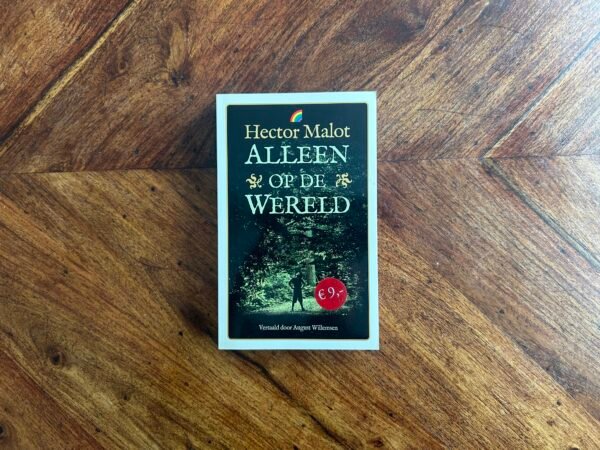 Hector Malot
ALLEEN
OP DE
WERELD
€ 9,-
Vertaald door August Willemsen